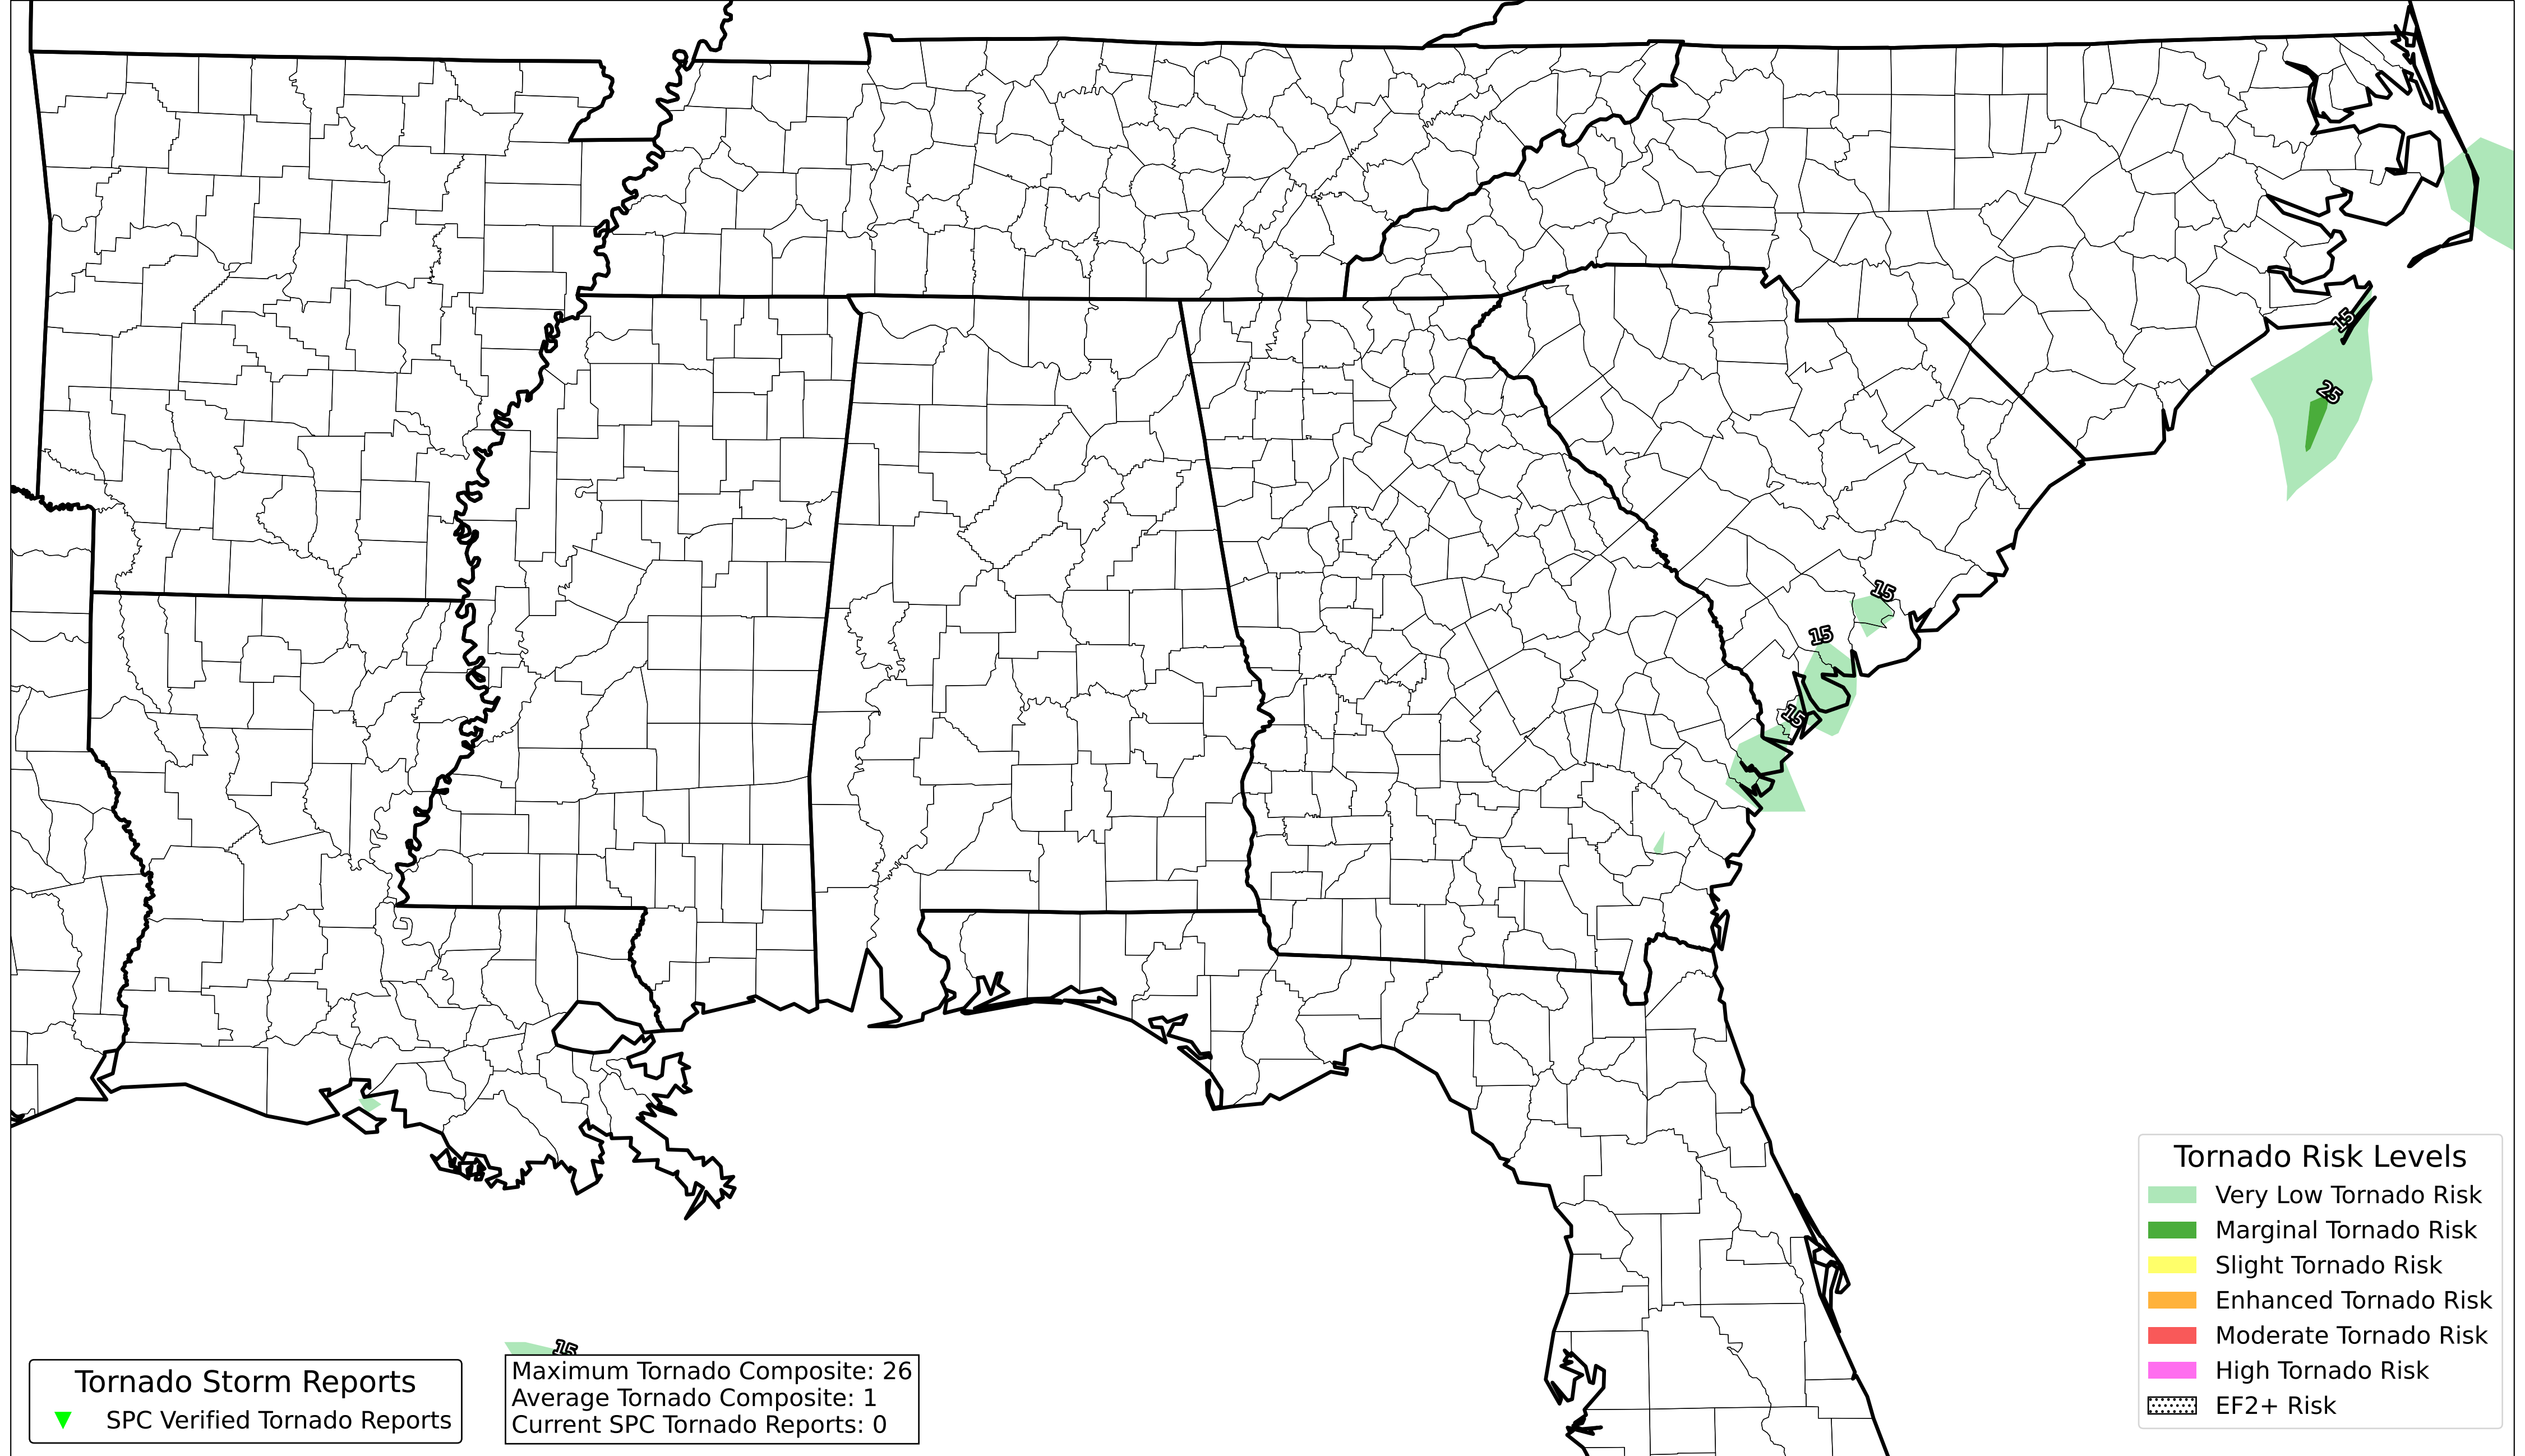 15
25
15
15
15
15
Tornado Storm Reports
SPC Verified Tornado Reports
Maximum Tornado Composite: 26
Average Tornado Composite: 1
Current SPC Tornado Reports: 0
Tornado Risk Levels
Very Low Tornado Risk
Marginal Tornado Risk
Slight Tornado Risk
Enhanced Tornado Risk
Moderate Tornado Risk
High Tornado Risk
EF2+ Risk